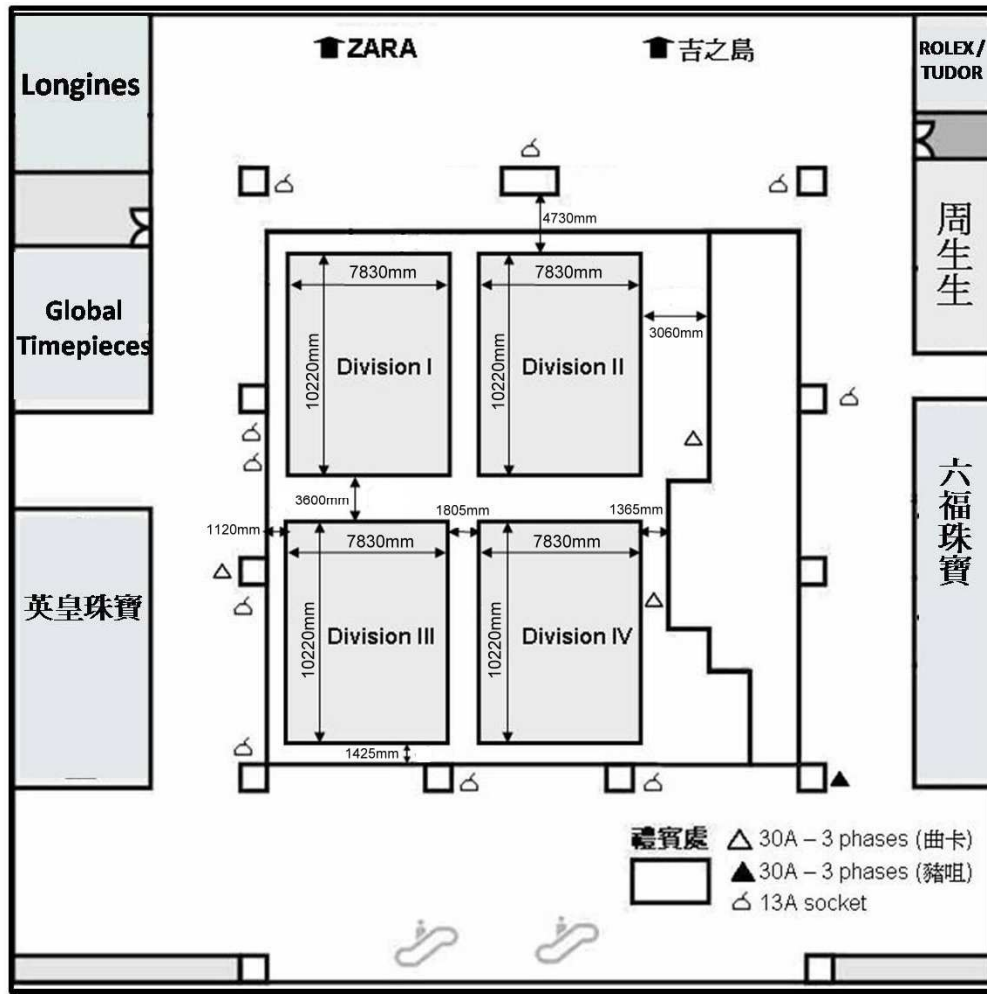 ZARA
吉之島
ROLEX/
TUDOR
Longines
4730mm
周生生
7830mm
7830mm
3060mm
Global
Timepieces
10220mm
Division I
10220mm
Division II
3600mm
1805mm
1365mm
1120mm
7830mm
7830mm
六福珠寶
英皇珠寶
10220mm
Division III
10220mm
Division IV
1425mm
禮賓處
30A – 3 phases (曲卡)
30A – 3 phases (豬咀)
13A socket